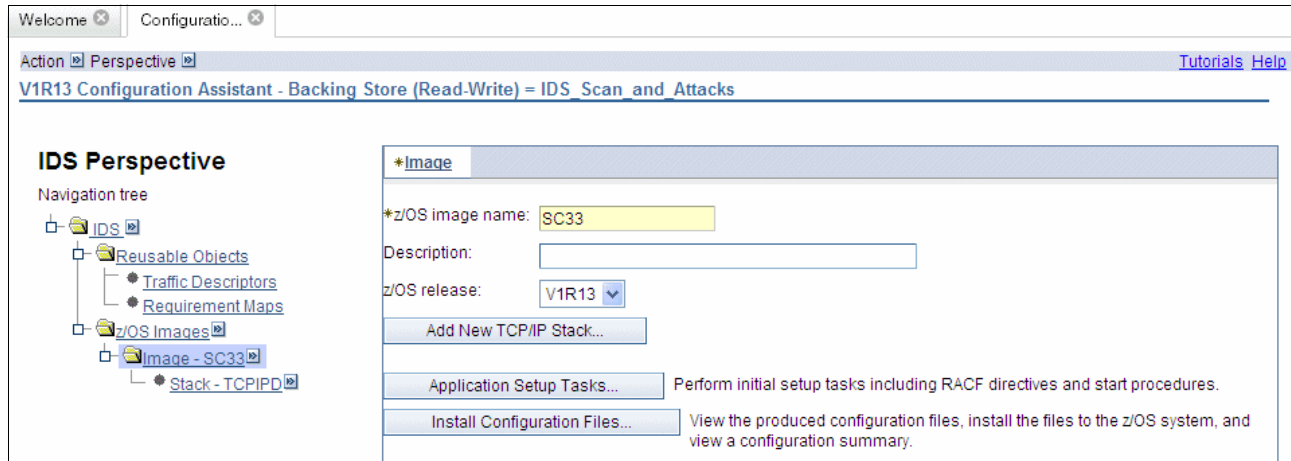 Welcome
Configuratio...
Action Perspective
Tutorials Help
V1R13 Configuration Assistant - Backing Store (Read-Write) = IDS_Scan_and_Attacks
IDS Perspective
Navigation tree
IDS
Reusable Objects
Traffic Descriptors
Requirement Maps
z/OS Images
Image - SC33
Stack - TCPIPD
*Image
*z/OS image name: SC33
Description:
z/OS release: V1R13
Add New TCP/IP Stack...
Application Setup Tasks... Perform initial setup tasks including RACF directives and start procedures.
Install Configuration Files... View the produced configuration files, install the files to the z/OS system, and
view a configuration summary.